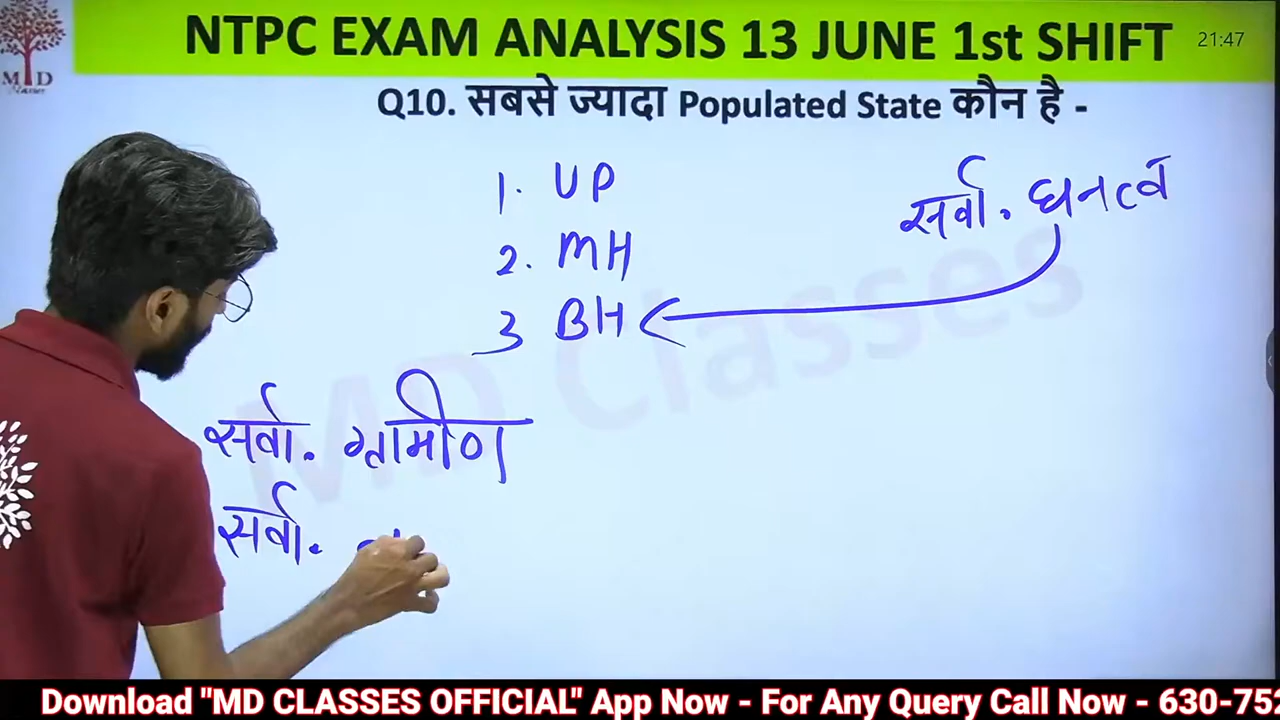 NTPC EXAM ANALYSIS 13 JUNE 1st SHIFT
21:47
MD
Classes
Q10. सबसे ज्यादा Populated State कौन है -
1. UP
2. MH
3 BH
सर्वा. घनत्व
MD Classes
सर्वा. ग्रामीण
सर्वा.
Download "MD CLASSES OFFICIAL" App Now - For Any Query Call Now - 630-752